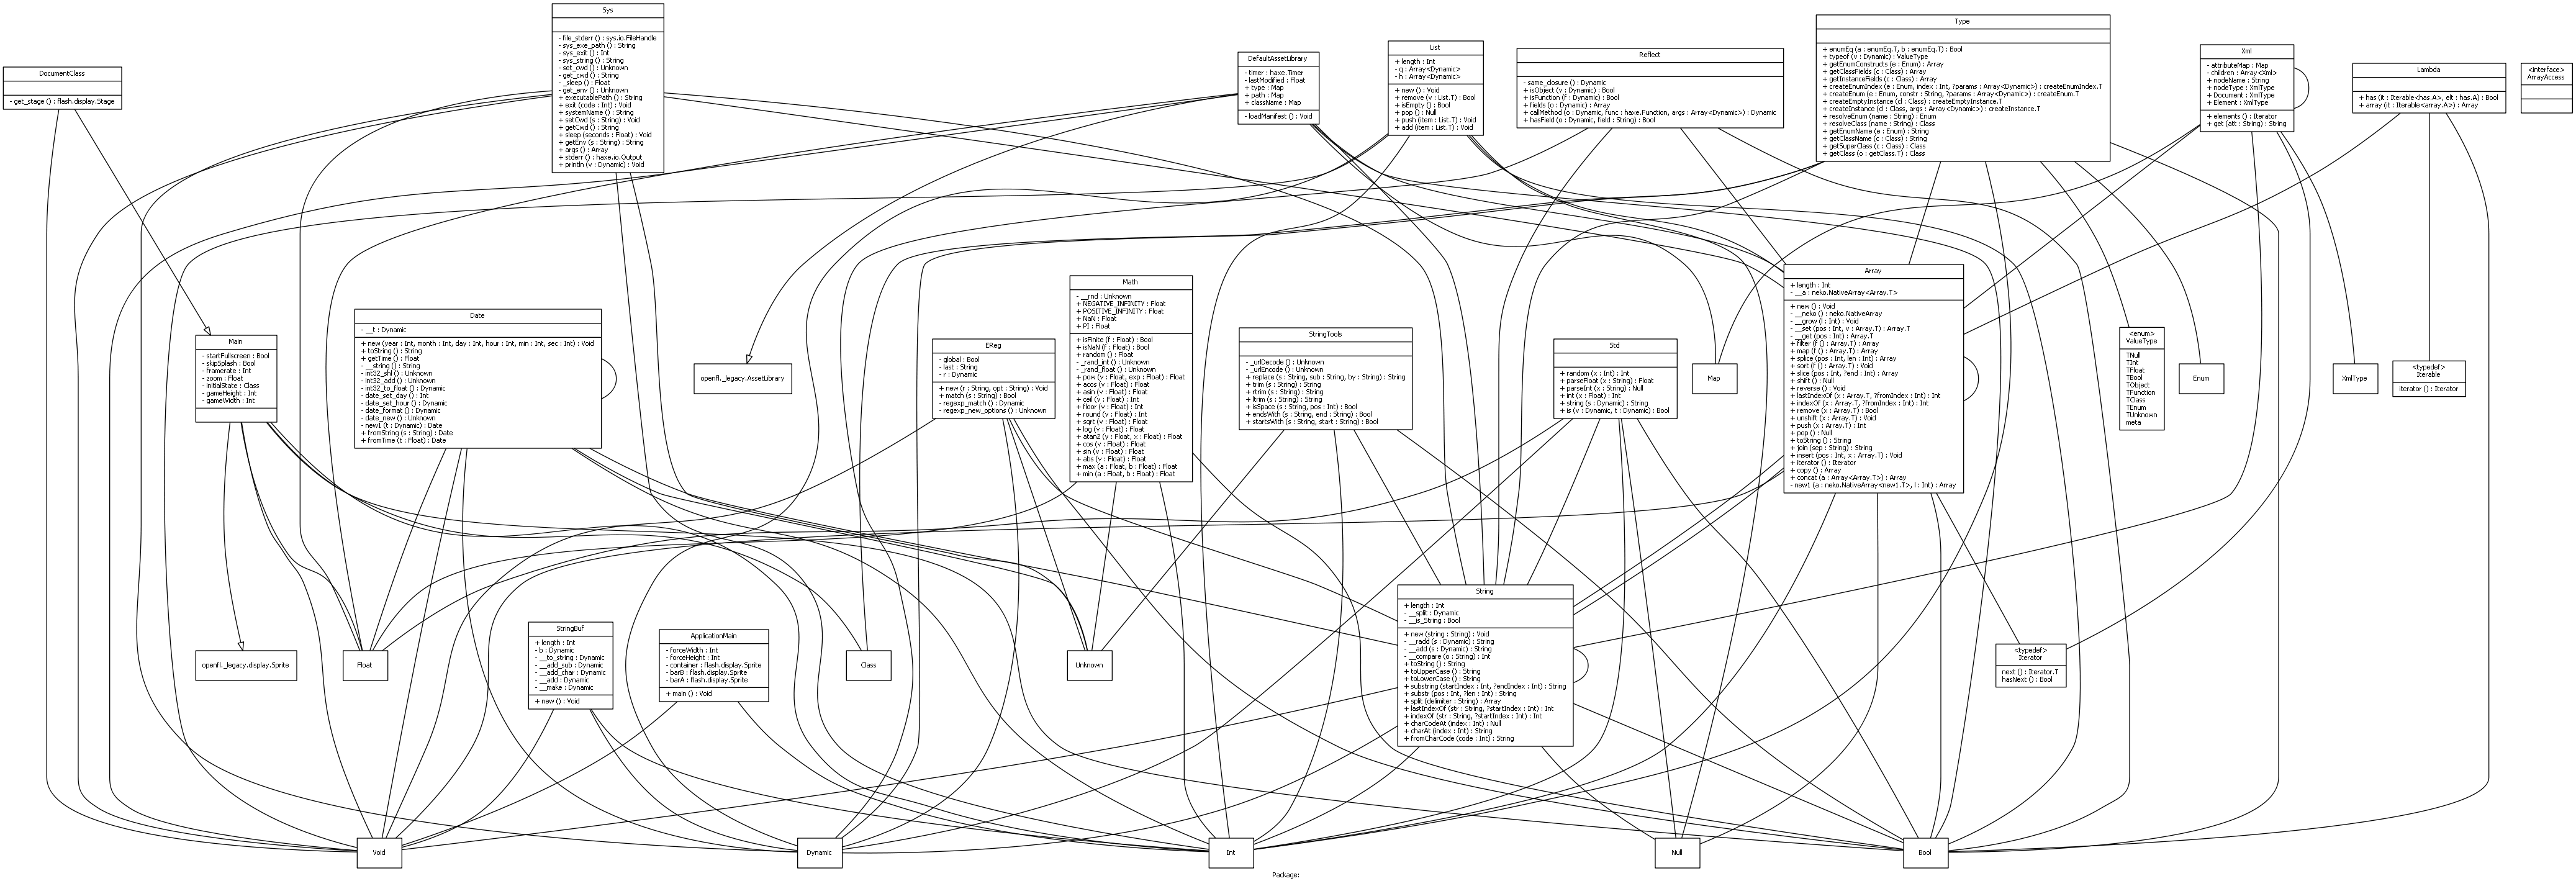 Sys
- file_stderr () : sys.io.FileHandle
- sys_exe_path () : String
- sys_exit () : Int
- sys_string () : String
- set_cwd () : Unknown
- get_cwd () : String
- _sleep () : Float
- get_env () : Unknown
+ executablePath () : String
+ exit (code : Int) : Void
+ systemName () : String
+ setCwd (s : String) : Void
+ getCwd () : String
+ sleep (seconds : Float) : Void
+ getEnv (s : String) : String
+ args () : Array
+ stderr () : haxe.io.Output
+ println (v : Dynamic) : Void
DocumentClass
- get_stage () : flash.display.Stage
DefaultAssetLibrary
- timer : haxe.Timer
- lastModified : Float
+ type : Map
+ path : Map
+ className : Map
- loadManifest () : Void
List
+ length : Int
- q : Array<Dynamic>
- h : Array<Dynamic>
+ new () : Void
+ remove (v : List.T) : Bool
+ isEmpty () : Bool
+ pop () : Null
+ push (item : List.T) : Void
+ add (item : List.T) : Void
Reflect
- same_closure () : Dynamic
+ isObject (v : Dynamic) : Bool
+ isFunction (f : Dynamic) : Bool
+ fields (o : Dynamic) : Array
+ callMethod (o : Dynamic, func : haxe.Function, args : Array<Dynamic>) : Dynamic
+ hasField (o : Dynamic, field : String) : Bool
Type
+ enumEq (a : enumEq.T, b : enumEq.T) : Bool
+ typeof (v : Dynamic) : ValueType
+ getEnumConstructs (e : Enum) : Array
+ getClassFields (c : Class) : Array
+ getInstanceFields (c : Class) : Array
+ createEnumIndex (e : Enum, index : Int, ?params : Array<Dynamic>) : createEnumIndex.T
+ createEnum (e : Enum, constr : String, ?params : Array<Dynamic>) : createEnum.T
+ createEmptyInstance (cl : Class) : createEmptyInstance.T
+ createInstance (cl : Class, args : Array<Dynamic>) : createInstance.T
+ resolveEnum (name : String) : Enum
+ resolveClass (name : String) : Class
+ getEnumName (e : Enum) : String
+ getClassName (c : Class) : String
+ getSuperClass (c : Class) : Class
+ getClass (o : getClass.T) : Class
Xml
- attributeMap : Map
- children : Array<Xml>
+ nodeName : String
+ nodeType : XmlType
+ Document : XmlType
+ Element : XmlType
+ elements () : Iterator
+ get (att : String) : String
Lambda
+ has (it : Iterable<has.A>, elt : has.A) : Bool
+ array (it : Iterable<array.A>) : Array
<interface>
ArrayAccess
Main
- startFullscreen : Bool
- skipSplash : Bool
- framerate : Int
- zoom : Float
- initialState : Class
- gameHeight : Int
- gameWidth : Int
Date
- __t : Dynamic
+ new (year : Int, month : Int, day : Int, hour : Int, min : Int, sec : Int) : Void
+ toString () : String
+ getTime () : Float
- __string () : String
- int32_shl () : Unknown
- int32_add () : Unknown
- int32_to_float () : Dynamic
- date_set_day () : Int
- date_set_hour () : Dynamic
- date_format () : Dynamic
- date_new () : Unknown
- new1 (t : Dynamic) : Date
+ fromString (s : String) : Date
+ fromTime (t : Float) : Date
openfl._legacy.AssetLibrary
EReg
- global : Bool
- last : String
- r : Dynamic
+ new (r : String, opt : String) : Void
+ match (s : String) : Bool
- regexp_match () : Dynamic
- regexp_new_options () : Unknown
Math
- __rnd : Unknown
+ NEGATIVE_INFINITY : Float
+ POSITIVE_INFINITY : Float
+ NaN : Float
+ PI : Float
+ isFinite (f : Float) : Bool
+ isNaN (f : Float) : Bool
+ random () : Float
- _rand_int () : Unknown
- _rand_float () : Unknown
+ pow (v : Float, exp : Float) : Float
+ acos (v : Float) : Float
+ asin (v : Float) : Float
+ ceil (v : Float) : Int
+ floor (v : Float) : Int
+ round (v : Float) : Int
+ sqrt (v : Float) : Float
+ log (v : Float) : Float
+ atan2 (y : Float, x : Float) : Float
+ cos (v : Float) : Float
+ sin (v : Float) : Float
+ abs (v : Float) : Float
+ max (a : Float, b : Float) : Float
+ min (a : Float, b : Float) : Float
StringTools
- _urlDecode () : Unknown
- _urlEncode () : Unknown
+ replace (s : String, sub : String, by : String) : String
+ trim (s : String) : String
+ rtrim (s : String) : String
+ ltrim (s : String) : String
+ isSpace (s : String, pos : Int) : Bool
+ endsWith (s : String, end : String) : Bool
+ startsWith (s : String, start : String) : Bool
Std
+ random (x : Int) : Int
+ parseFloat (x : String) : Float
+ parseInt (x : String) : Null
+ int (x : Float) : Int
+ string (s : Dynamic) : String
+ is (v : Dynamic, t : Dynamic) : Bool
Map
Array
+ length : Int
- __a : neko.NativeArray<Array.T>
+ new () : Void
- __neko () : neko.NativeArray
- __grow (l : Int) : Void
- __set (pos : Int, v : Array.T) : Array.T
- __get (pos : Int) : Array.T
+ filter (f () : Array.T) : Array
+ map (f () : Array.T) : Array
+ splice (pos : Int, len : Int) : Array
+ sort (f () : Array.T) : Void
+ slice (pos : Int, ?end : Int) : Array
+ shift () : Null
+ reverse () : Void
+ lastIndexOf (x : Array.T, ?fromIndex : Int) : Int
+ indexOf (x : Array.T, ?fromIndex : Int) : Int
+ remove (x : Array.T) : Bool
+ unshift (x : Array.T) : Void
+ push (x : Array.T) : Int
+ pop () : Null
+ toString () : String
+ join (sep : String) : String
+ insert (pos : Int, x : Array.T) : Void
+ iterator () : Iterator
+ copy () : Array
+ concat (a : Array<Array.T>) : Array
- new1 (a : neko.NativeArray<new1.T>, l : Int) : Array
<enum>
ValueType
TNull
TInt
TFloat
TBool
TObject
TFunction
TClass
TEnum
TUnknown
meta
Enum
XmlType
<typedef>
Iterable
iterator () : Iterator
openfl._legacy.display.Sprite
Float
StringBuf
+ length : Int
- b : Dynamic
- __to_string : Dynamic
- __add_sub : Dynamic
- __add_char : Dynamic
- __add : Dynamic
- __make : Dynamic
+ new () : Void
ApplicationMain
- forceWidth : Int
- forceHeight : Int
- container : flash.display.Sprite
- barB : flash.display.Sprite
- barA : flash.display.Sprite
+ main () : Void
Class
Unknown
String
+ length : Int
- __split : Dynamic
- __is_String : Bool
+ new (string : String) : Void
- __radd (s : Dynamic) : String
- __add (s : Dynamic) : String
- __compare (o : String) : Int
+ toString () : String
+ toUpperCase () : String
+ toLowerCase () : String
+ substring (startIndex : Int, ?endIndex : Int) : String
+ substr (pos : Int, ?len : Int) : String
+ split (delimiter : String) : Array
+ lastIndexOf (str : String, ?startIndex : Int) : Int
+ indexOf (str : String, ?startIndex : Int) : Int
+ charCodeAt (index : Int) : Null
+ charAt (index : Int) : String
+ fromCharCode (code : Int) : String
<typedef>
Iterator
next () : Iterator.T
hasNext () : Bool
Void
Dynamic
Int
Null
Bool
Package: